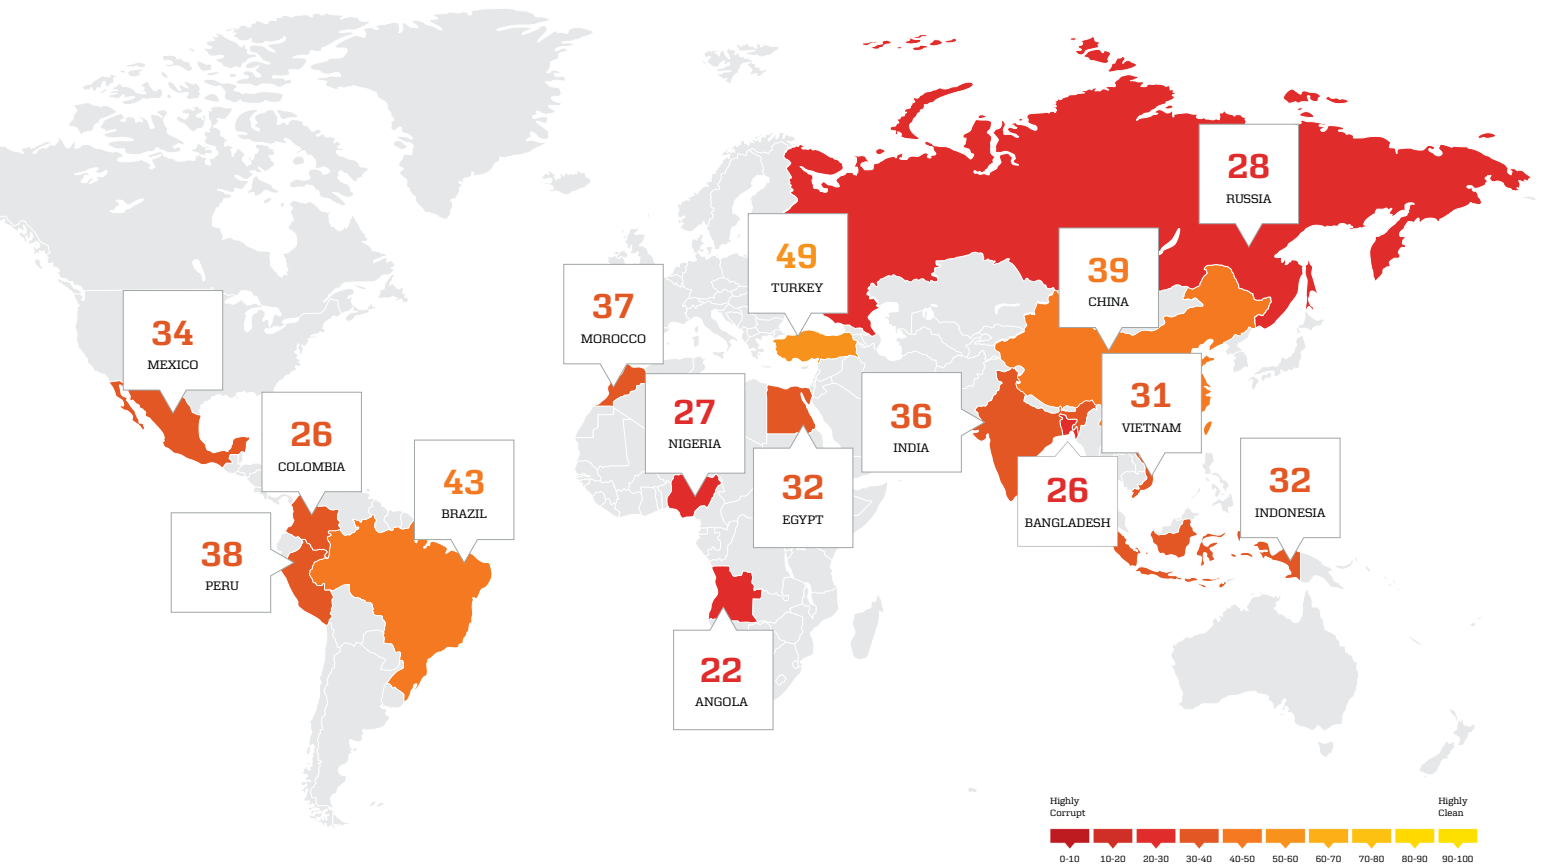 28
RUSSIA
49
TURKEY
39
CHINA
37
MOROCCO
34
MEXICO
31
VIETNAM
27
NIGERIA
36
INDIA
26
COLOMBIA
43
BRAZIL
32
EGYPT
26
BANGLADESH
32
INDONESIA
38
PERU
22
ANGOLA
Highly
Corrupt
Highly
Clean
0-10 10-20 20-30 30-40 40-50 50-60 60-70 70-80 80-90 90-100